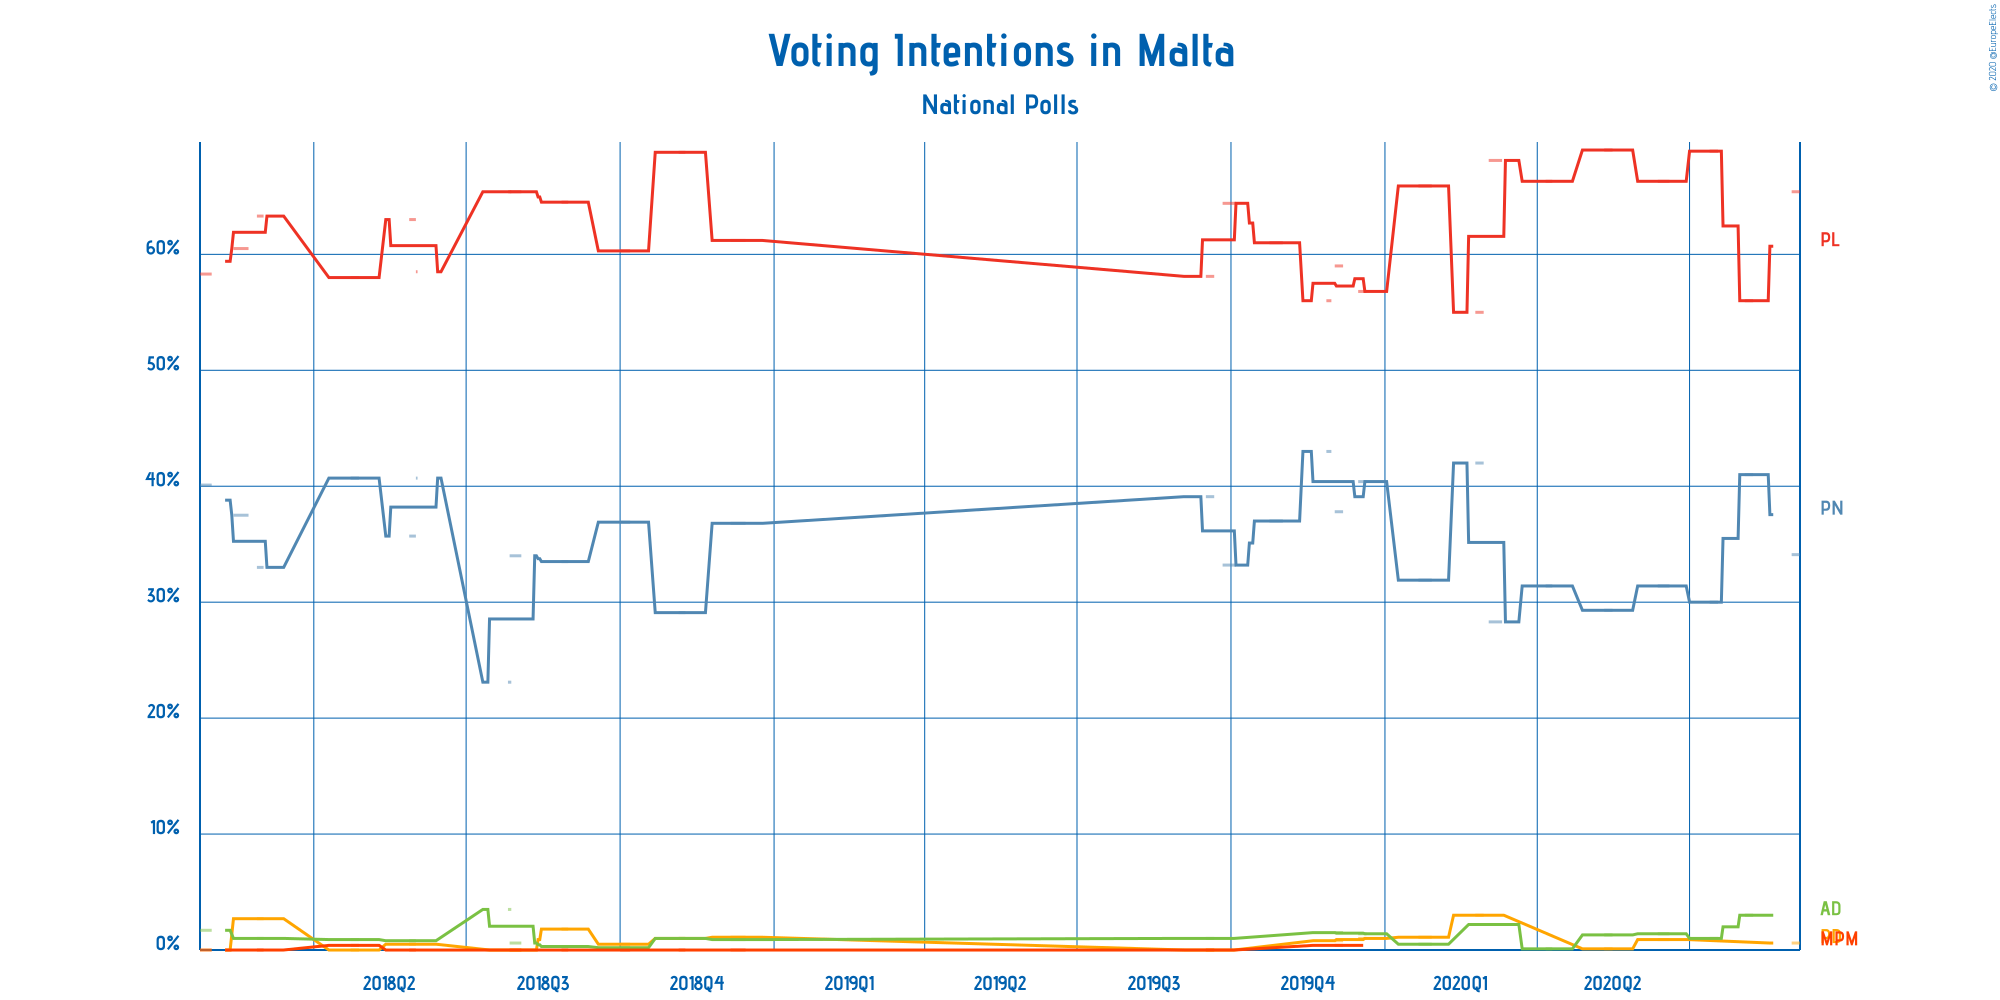 © 2020 @EuropeElects
Voting Intentions in Malta
National Polls
60%
50%
40%
30%
20%
10%
0%
PL
PN
AD
MPM
2018Q2
2018Q3
2018Q4
2019Q1
2019Q2
2019Q3
2019Q4
2020Q1
2020Q2